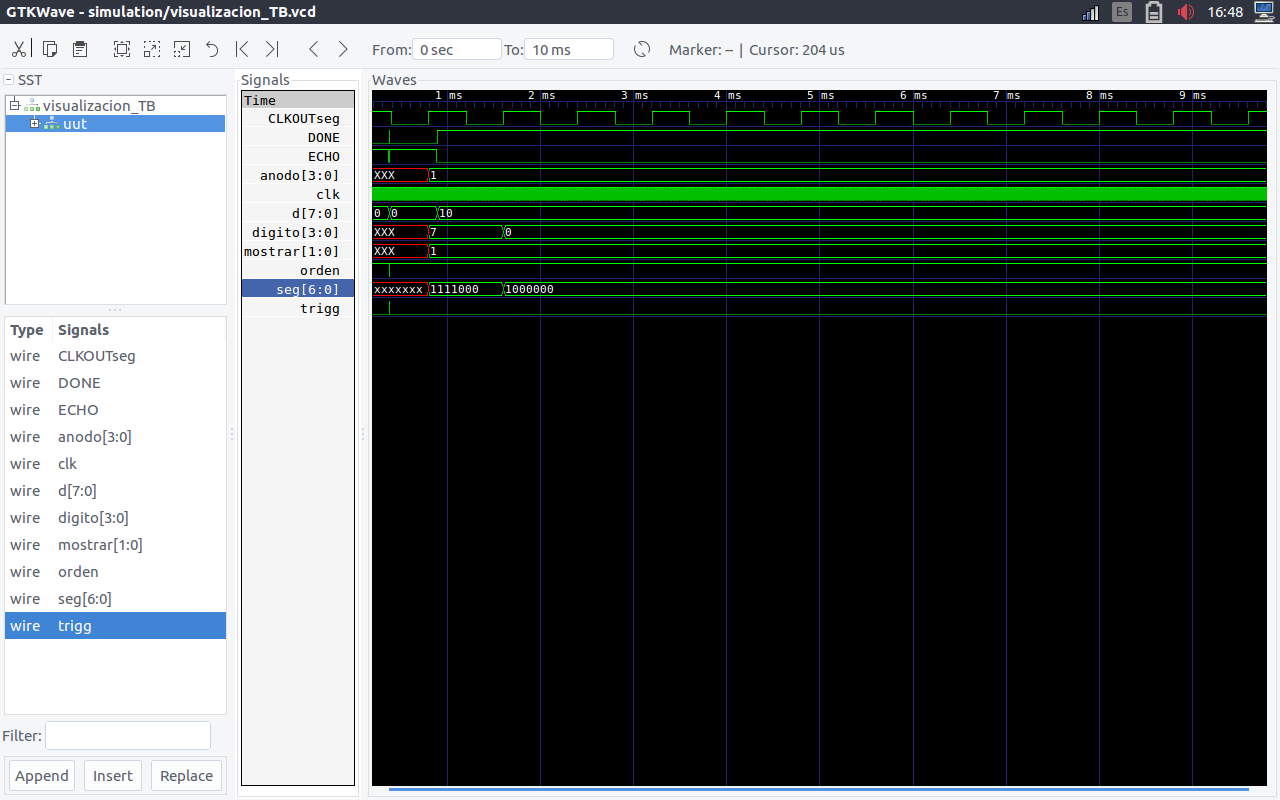 GTKWave - simulation/visualizacion_TB.vcd
Es
16:48
From: 0 sec To: 10 ms Marker: -- | Cursor: 204 us
SST
visualizacion_TB
uut
Type Signals
wire CLKOUTseg
wire DONE
wire ECHO
wire anodo[3:0]
wire clk
wire d[7:0]
wire digito[3:0]
wire mostrar[1:0]
wire orden
wire seg[6:0]
wire trigg
Filter:
Append Insert Replace
Signals
Time
CLKOUTseg
DONE
ECHO
anodo[3:0]
clk
d[7:0]
digito[3:0]
mostrar[1:0]
orden
seg[6:0]
trigg
Waves
1 ms 2 ms 3 ms 4 ms 5 ms 6 ms 7 ms 8 ms 9 ms
XXX 1
0 0 10
XXX 7 0
XXX 1
xxxxxxx 1111000 1000000